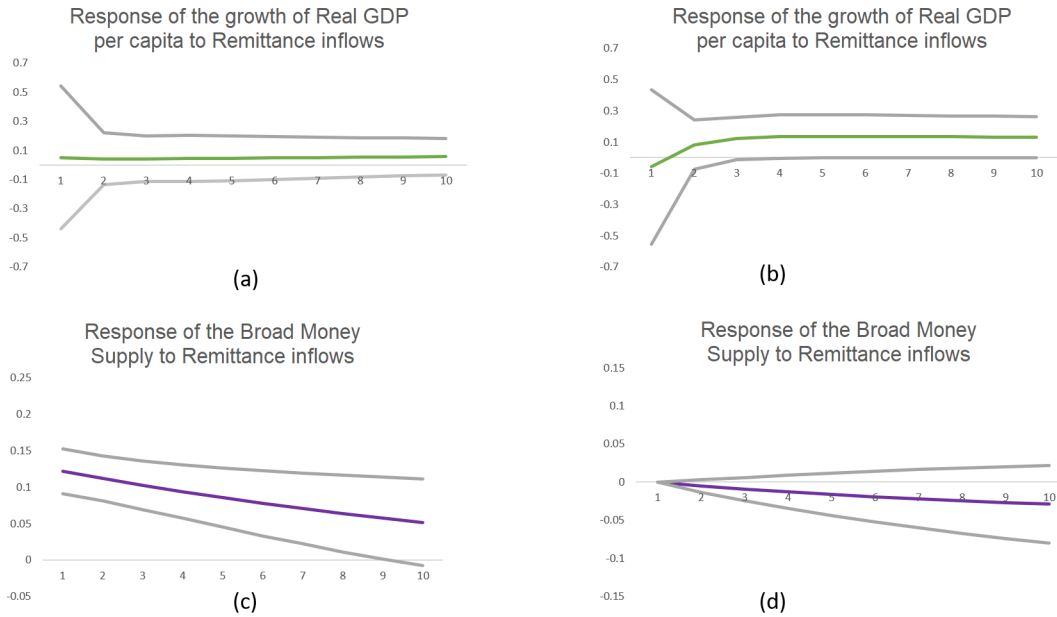 Response of the growth of Real GDP
per capita to Remittance inflows
0.7
0.5
0.3
0.1
-0.1
-0.3
-0.5
-0.7
1 2 3 4 5 6 7 8 9 10
(a)
Response of the growth of Real GDP
per capita to Remittance inflows
0.7
0.5
0.3
0.1
-0.1
-0.3
-0.5
-0.7
1 2 3 4 5 6 7 8 9 10
(b)
Response of the Broad Money
Supply to Remittance inflows
0.25
0.2
0.15
0.1
0.05
0
-0.05
1 2 3 4 5 6 7 8 9 10
(c)
Response of the Broad Money
Supply to Remittance inflows
0.15
0.1
0.05
0
-0.05
-0.1
-0.15
1 2 3 4 5 6 7 8 9 10
(d)